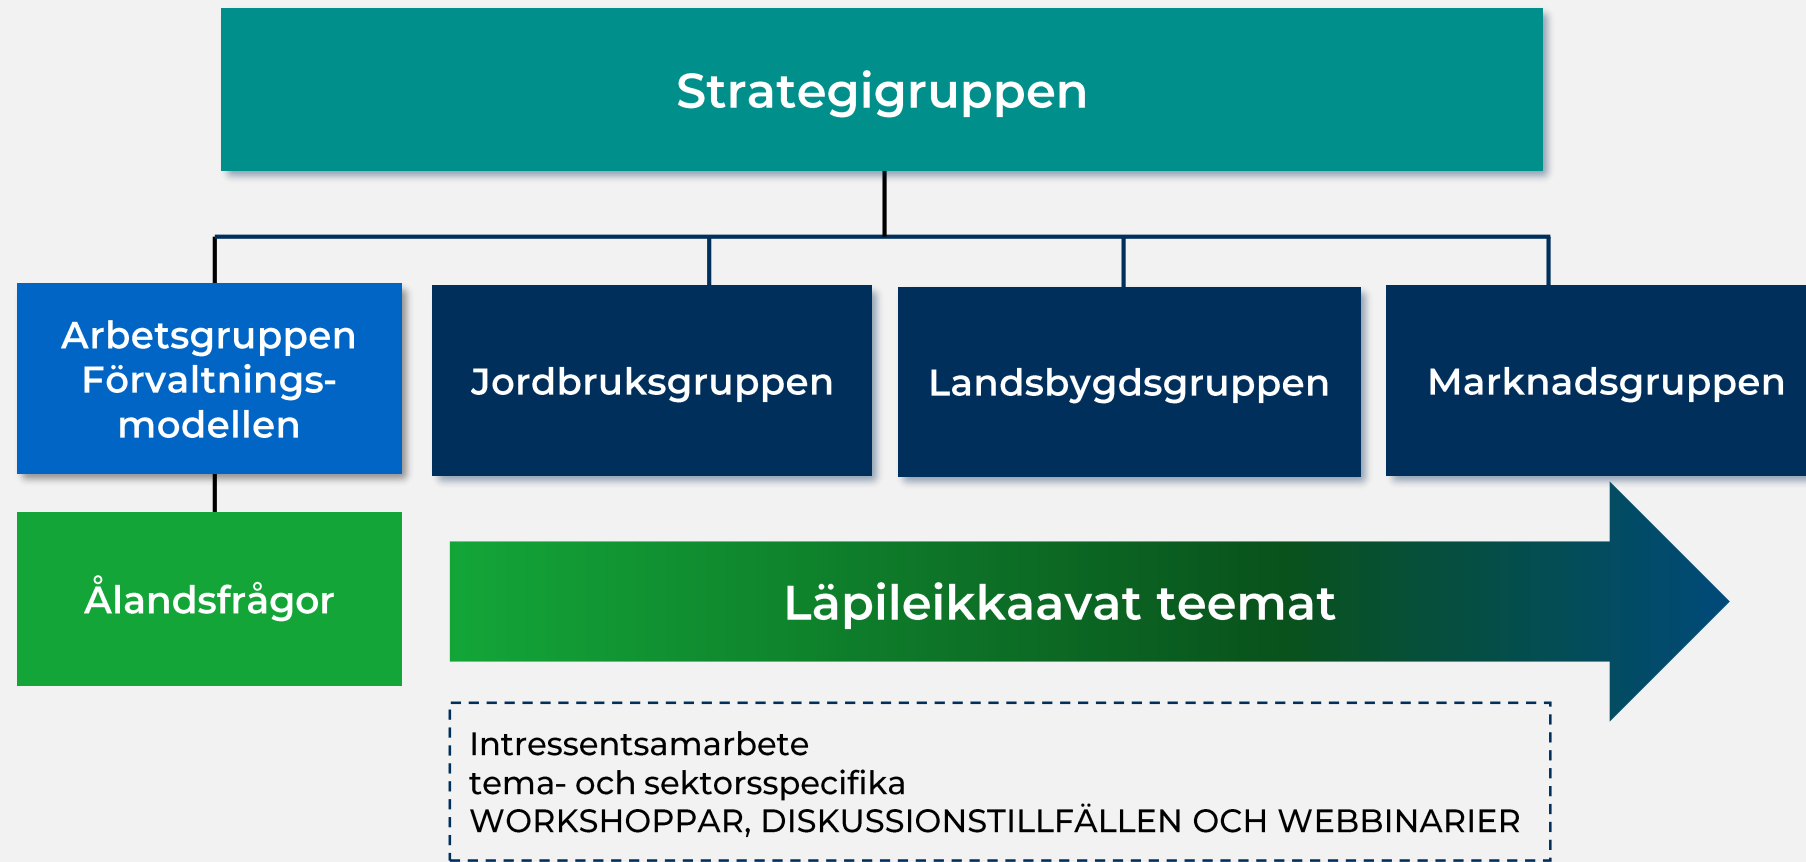 Strategigruppen
Arbetsgruppen
Förvaltnings-
modellen
Jordbruksgruppen
Landsbygdsgruppen
Marknadsgruppen
Ålandsfrågor
Läpileikkaavat teemat
Intressentsamarbete
tema- och sektorsspecifika
WORKSHOPPAR, DISKUSSIONSTILLFÄLLEN OCH WEBBINARIER